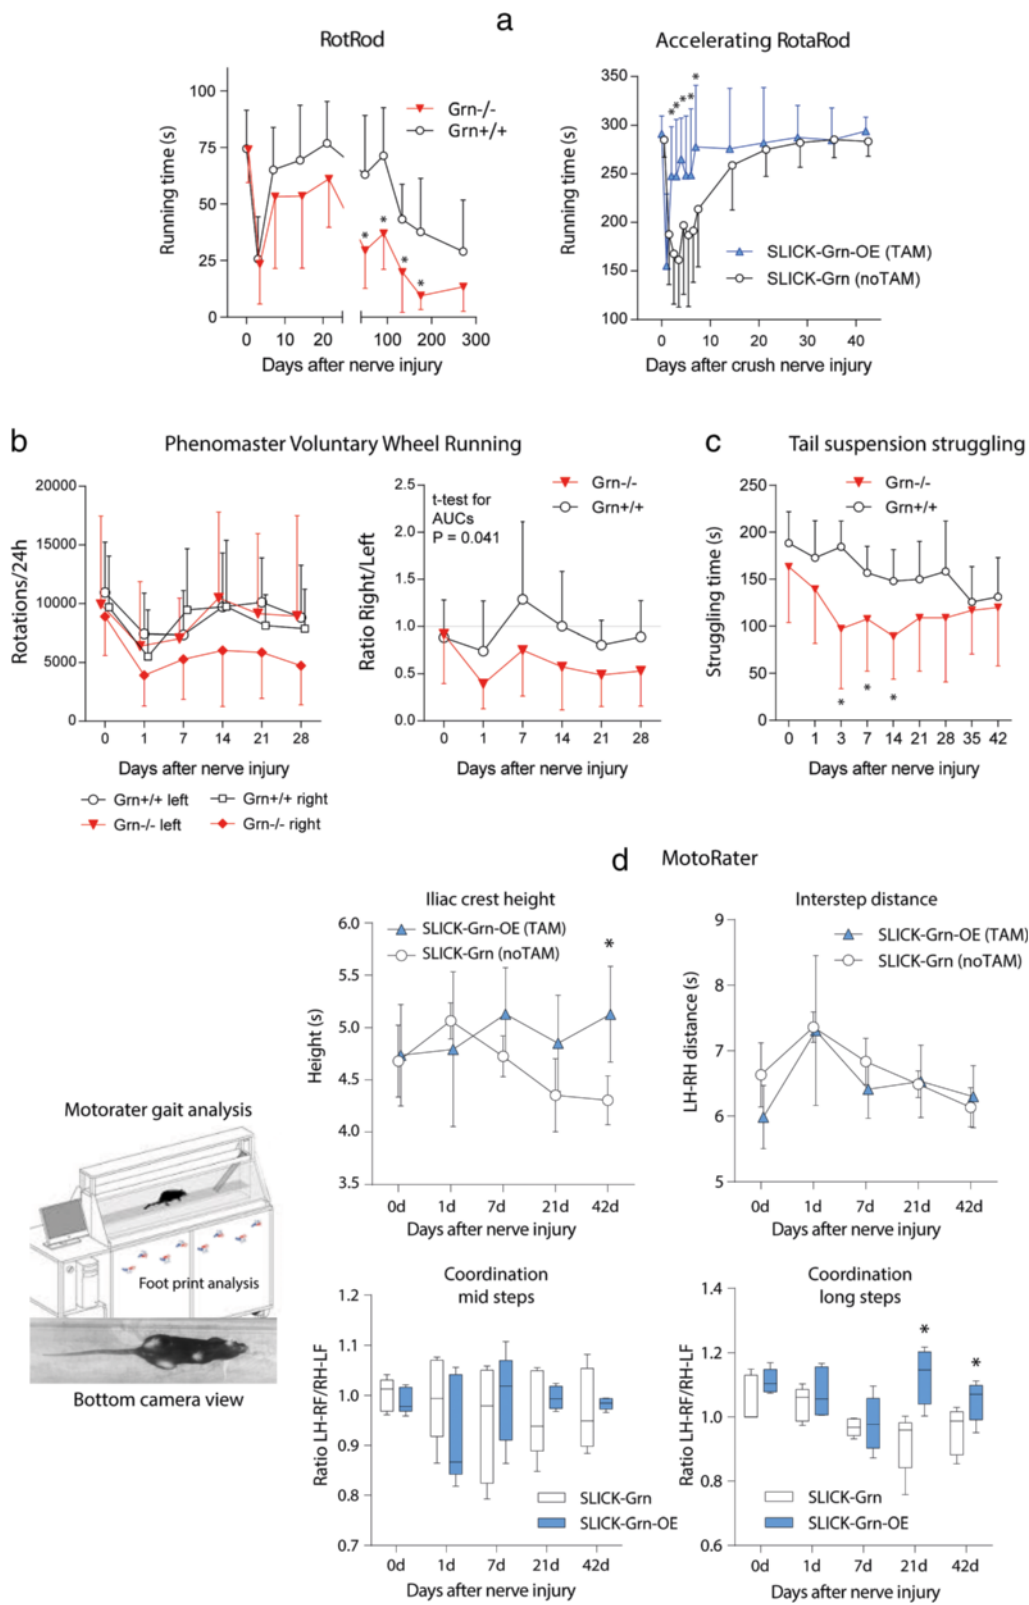 a
RotRod
Running time (s)
100
75
50
25
0
Grn-/-
Grn+/+
*
*
*
*
0 10 20 100 200 300
Days after nerve injury
Accelerating RotaRod
Running time (s)
350
300
250
200
150
100
* * * * *
SLICK-Grn-OE (TAM)
SLICK-Grn (noTAM)
0 10 20 30 40
Days after crush nerve injury
b
Phenomaster Voluntary Wheel Running
Rotations/24h
20000
15000
10000
5000
0
0 1 7 14 21 28
Days after nerve injury
Grn+/+ left
Grn+/+ right
Grn-/- left
Grn-/- right
Ratio Right/Left
2.5
2.0
1.5
1.0
0.5
0.0
t-test for
AUCs
P = 0.041
Grn-/-
Grn+/+
0 1 7 14 21 28
Days after nerve injury
c
Tail suspension struggling
Struggling time (s)
250
200
150
100
50
0
Grn-/-
Grn+/+
*
*
*
0 1 3 7 14 21 28 35 42
Days after nerve injury
d
MotoRater
Motorater gait analysis
Foot print analysis
Bottom camera view
Iliac crest height
Height (s)
6.0
5.5
5.0
4.5
4.0
3.5
SLICK-Grn-OE (TAM)
SLICK-Grn (noTAM)
*
0d 1d 7d 21d 42d
Days after nerve injury
Interstep distance
LH-RH distance (s)
9
8
7
6
5
SLICK-Grn-OE (TAM)
SLICK-Grn (noTAM)
0d 1d 7d 21d 42d
Days after nerve injury
Coordination
mid steps
Ratio LH-RF/RH-LF
1.2
1.1
1.0
0.9
0.8
0.7
SLICK-Grn
SLICK-Grn-OE
0d 1d 7d 21d 42d
Days after nerve injury
Coordination
long steps
Ratio LH-RF/RH-LF
1.4
1.2
1.0
0.8
0.6
*
*
SLICK-Grn
SLICK-Grn-OE
0d 1d 7d 21d 42d
Days after nerve injury